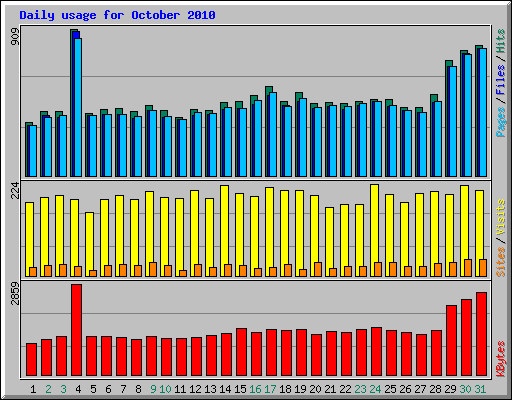 Daily usage for October 2010
909
Pages / Files / Hits
224
Sites / Visits
2859
KBytes
1 2 3 4 5 6 7 8 9 10 11 12 13 14 15 16 17 18 19 20 21 22 23 24 25 26 27 28 29 30 31